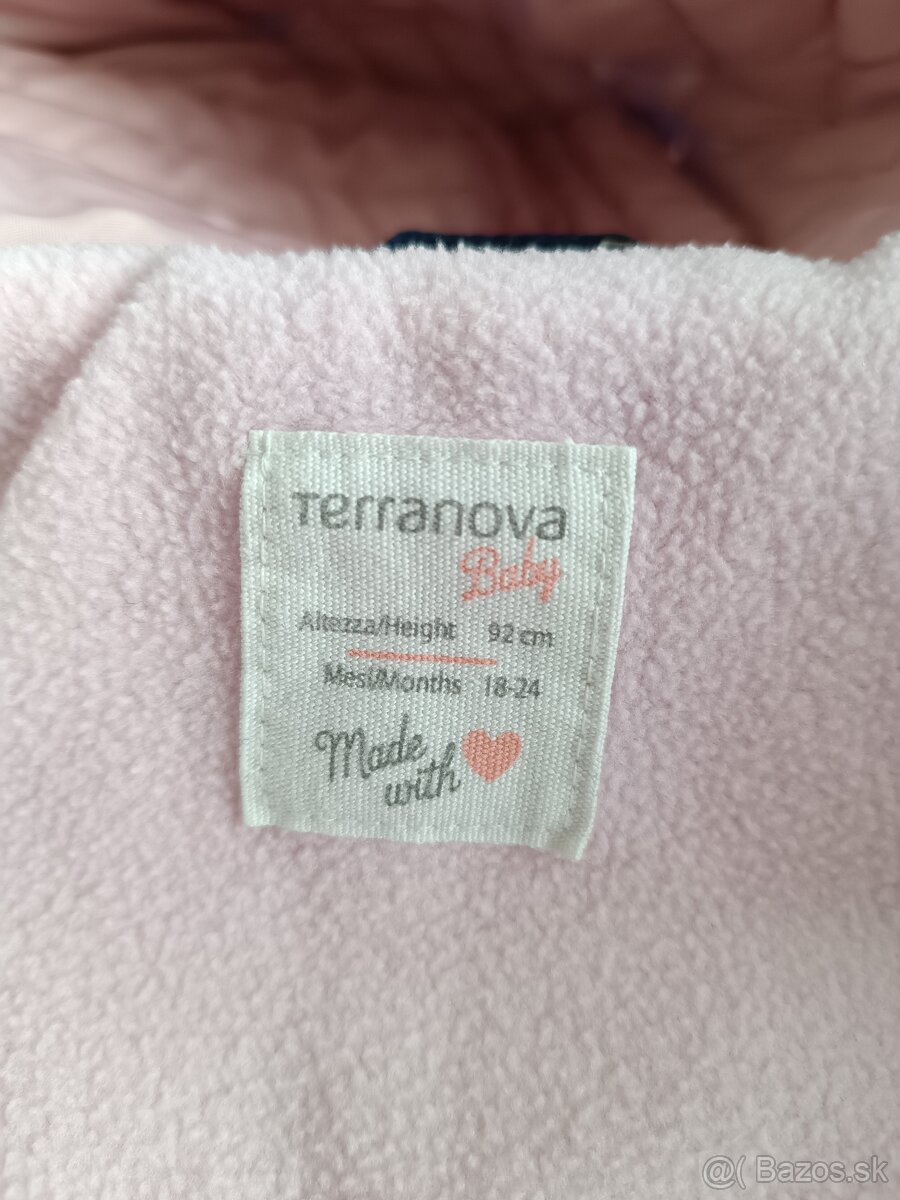 Terranova
Baby
Altezza/Height 92 cm
Mesi/Months 18-24
Made
with
@( Bazos.sk